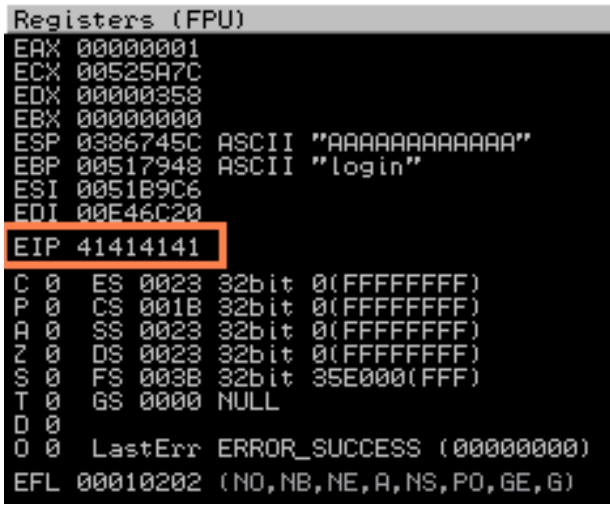 Registers (FPU)
EAX 00000001
ECX 00525A7C
EDX 00000358
EBX 00000000
ESP 0386745C ASCII "AAAAAAAAAAAA"
EBP 00517948 ASCII "login"
ESI 0051B9C6
EDI 00E46C20
EIP 41414141
C 0 ES 0023 32bit 0(FFFFFFFF)
P 0 CS 001B 32bit 0(FFFFFFFF)
A 0 SS 0023 32bit 0(FFFFFFFF)
Z 0 DS 0023 32bit 0(FFFFFFFF)
S 0 FS 003B 32bit 35E000(FFF)
T 0 GS 0000 NULL
D 0
O 0 LastErr ERROR_SUCCESS (00000000)
EFL 00010202 (NO,NB,NE,A,NS,PO,GE,G)